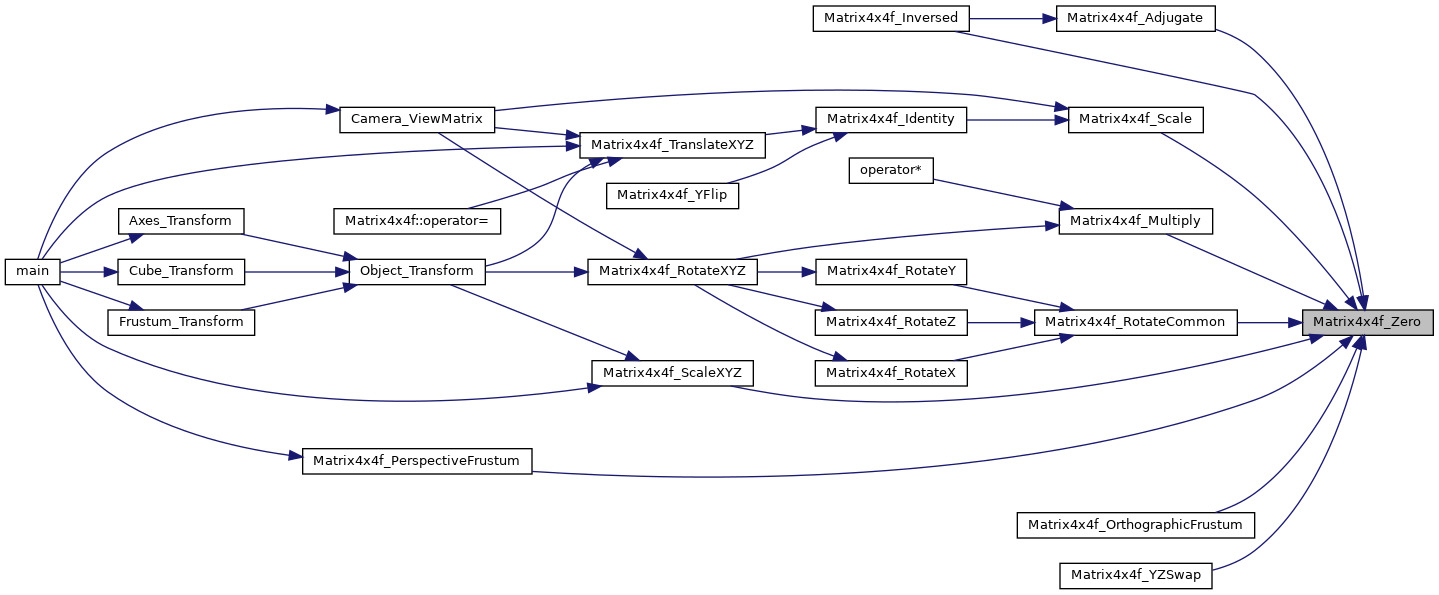 Matrix4x4f_Inversed
Matrix4x4f_Adjugate
Camera_ViewMatrix
Matrix4x4f_Identity
Matrix4x4f_Scale
Matrix4x4f_TranslateXYZ
operator*
Matrix4x4f_YFlip
Axes_Transform
Matrix4x4f::operator=
Matrix4x4f_Multiply
main
Cube_Transform
Object_Transform
Matrix4x4f_RotateXYZ
Matrix4x4f_RotateY
Frustum_Transform
Matrix4x4f_RotateZ
Matrix4x4f_RotateCommon
Matrix4x4f_Zero
Matrix4x4f_ScaleXYZ
Matrix4x4f_RotateX
Matrix4x4f_PerspectiveFrustum
Matrix4x4f_OrthographicFrustum
Matrix4x4f_YZSwap